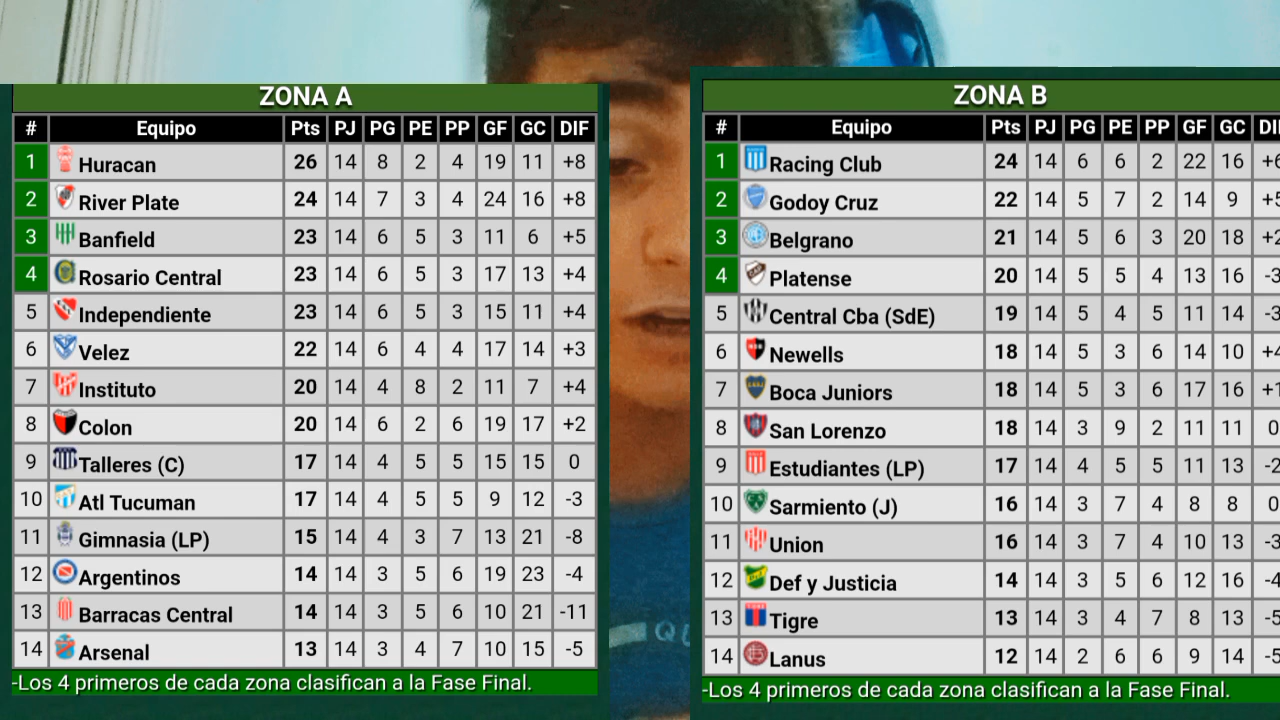 ZONA A
# Equipo Pts PJ PG PE PP GF GC DIF
1 Huracan 26 14 8 2 4 19 11 +8
2 River Plate 24 14 7 3 4 24 16 +8
3 Banfield 23 14 6 5 3 11 6 +5
4 Rosario Central 23 14 6 5 3 17 13 +4
5 Independiente 23 14 6 5 3 15 11 +4
6 Velez 22 14 6 4 4 17 14 +3
7 Instituto 20 14 4 8 2 11 7 +4
8 Colon 20 14 6 2 6 19 17 +2
9 Talleres (C) 17 14 4 5 5 15 15 0
10 Atl Tucuman 17 14 4 5 5 9 12 -3
11 Gimnasia (LP) 15 14 4 3 7 13 21 -8
12 Argentinos 14 14 3 5 6 19 23 -4
13 Barracas Central 14 14 3 5 6 10 21 -11
14 Arsenal 13 14 3 4 7 10 15 -5
-Los 4 primeros de cada zona clasifican a la Fase Final.
ZONA B
# Equipo Pts PJ PG PE PP GF GC DI
1 Racing Club 24 14 6 6 2 22 16 +6
2 Godoy Cruz 22 14 5 7 2 14 9 +5
3 Belgrano 21 14 5 6 3 20 18 +2
4 Platense 20 14 5 5 4 13 16 -3
5 Central Cba (SdE) 19 14 5 4 5 11 14 -3
6 Newells 18 14 5 3 6 14 10 +4
7 Boca Juniors 18 14 5 3 6 17 16 +1
8 San Lorenzo 18 14 3 9 2 11 11 0
9 Estudiantes (LP) 17 14 4 5 5 11 13 -2
10 Sarmiento (J) 16 14 3 7 4 8 8 0
11 Union 16 14 3 7 4 10 13 -3
12 Def y Justicia 14 14 3 5 6 12 16 -4
13 Tigre 13 14 3 4 7 8 13 -5
14 Lanus 12 14 2 6 6 9 14 -5
-Los 4 primeros de cada zona clasifican a la Fase Final.